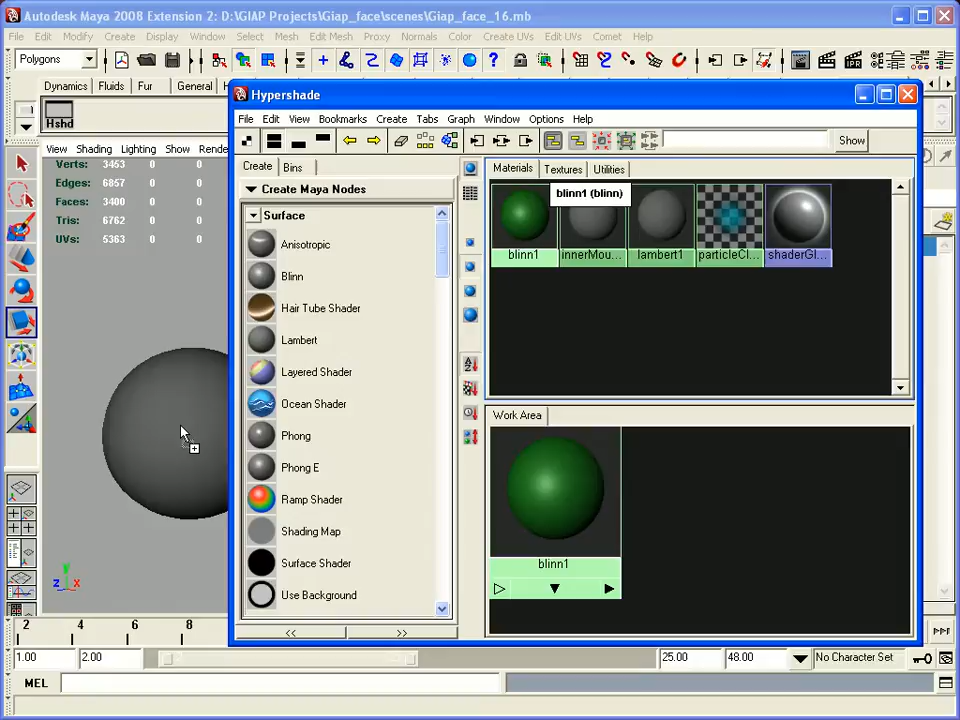 Autodesk Maya 2008 Extension 2: D:\GIAP Projects\Giap_face\scenes\Giap_face_16.mb
File Edit Modify Create Display Window Select Mesh Edit Mesh Proxy Normals Color Create UVs Edit UVs Comet Help
Polygons
Dynamics Fluids Fur General
Hshd
View Shading Lighting Show
Verts: 3453 0 0
Edges: 6857 0 0
Faces: 3400 0 0
Tris: 6762 0 0
UVs: 5363 0 0
Hypershade
File Edit View Bookmarks Create Tabs Graph Window Options Help
Show
Create Bins
Create Maya Nodes
Surface
Anisotropic
Blinn
Hair Tube Shader
Lambert
Layered Shader
Ocean Shader
Phong
Phong E
Ramp Shader
Shading Map
Surface Shader
Use Background
<< >>
Materials Textures Utilities
blinn1 (blinn)
blinn1 innerMou... lambert1 particleCl... shaderGl...
Work Area
blinn1
z y x
2 4 6 8
1.00 2.00 25.00 48.00 No Character Set
MEL